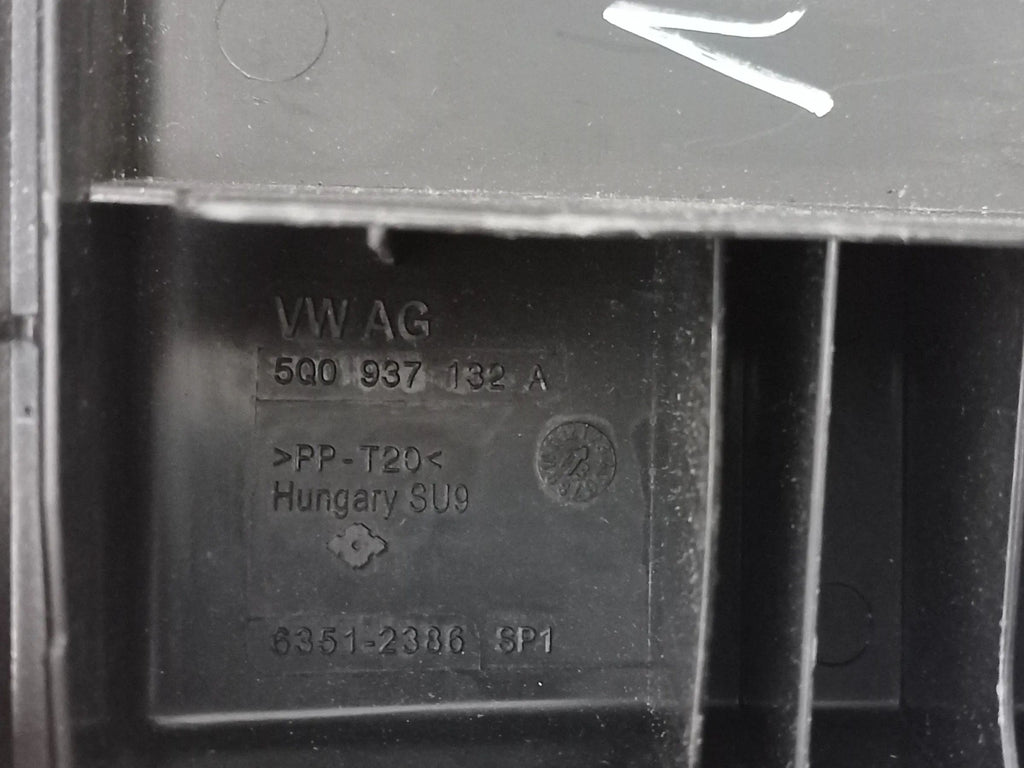 VW AG
5Q0 937 132 A
>PP-T20<
Hungary SU9
6351-2386 SP1